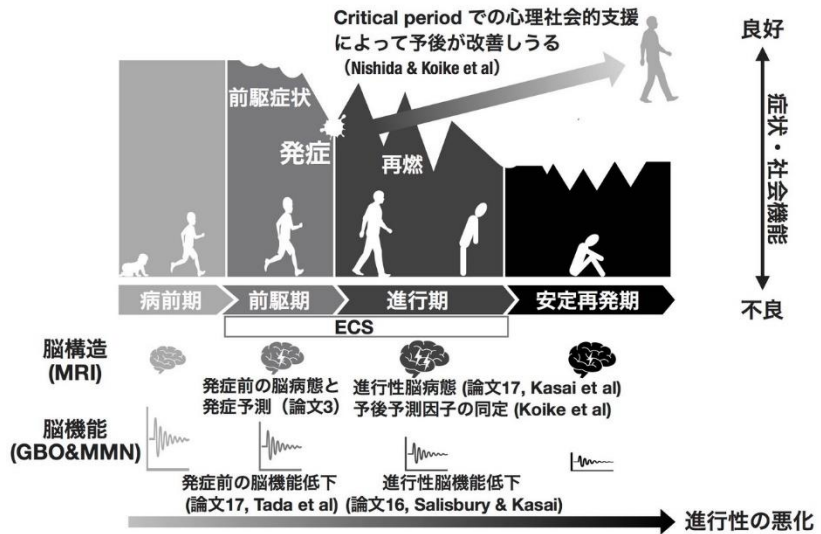 Critical period での心理社会的支援
によって予後が改善しうる
(Nishida & Koike et al)
良好
前駆症状
発症
再燃
症状・社会機能
病前期
前駆期
進行期
安定再発期
不良
ECS
脳構造
(MRI)
発症前の脳病態と
発症予測（論文3）
進行性脳病態 (論文17, Kasai et al)
予後予測因子の同定 (Koike et al)
脳機能
(GBO&MMN)
発症前の脳機能低下
(論文17, Tada et al)
進行性脳機能低下
(論文16, Salisbury & Kasai)
進行性の悪化